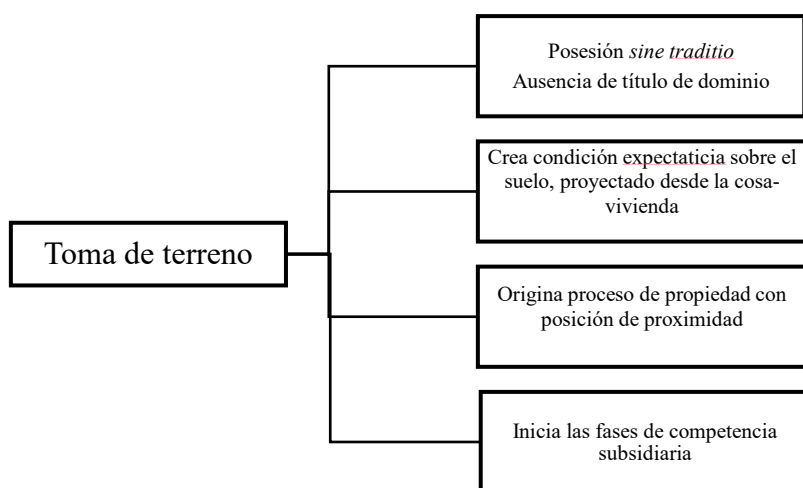 Posesión sine traditio
Ausencia de título de dominio
Crea condición expectaticia sobre el
suelo, proyectado desde la cosa-
vivienda
Toma de terreno
Origina proceso de propiedad con
posición de proximidad
Inicia las fases de competencia
subsidiaria